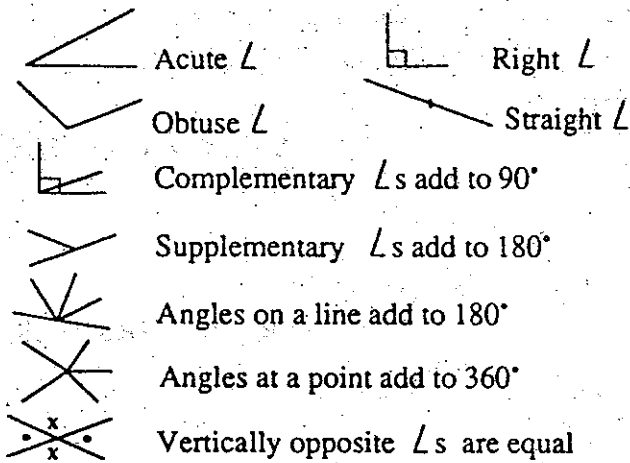 Acute ∠ Right ∠
Obtuse ∠ Straight ∠
Complementary ∠s add to 90°
Supplementary ∠s add to 180°
Angles on a line add to 180°
Angles at a point add to 360°
x
x
Vertically opposite ∠s are equal